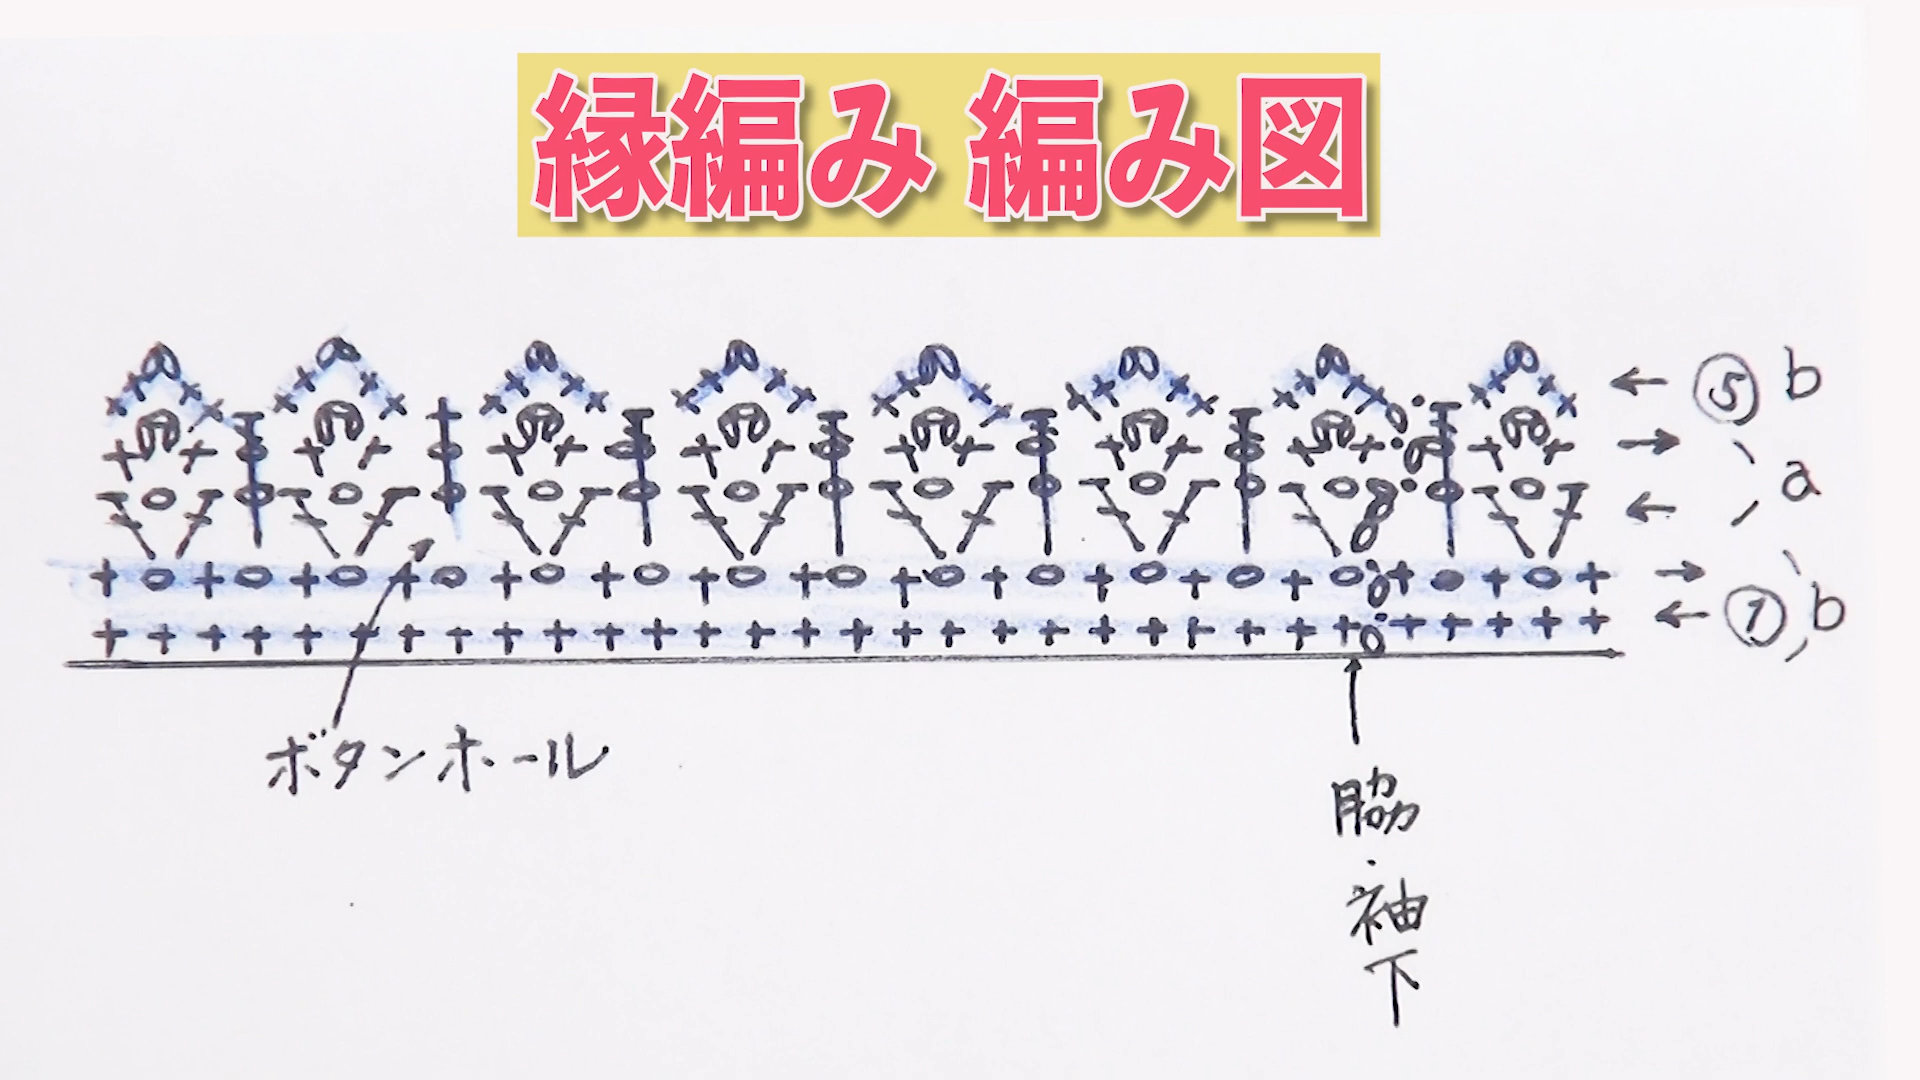 縁編み 編み図
⑤ b
a
① b
ボタンホール
脇・袖下